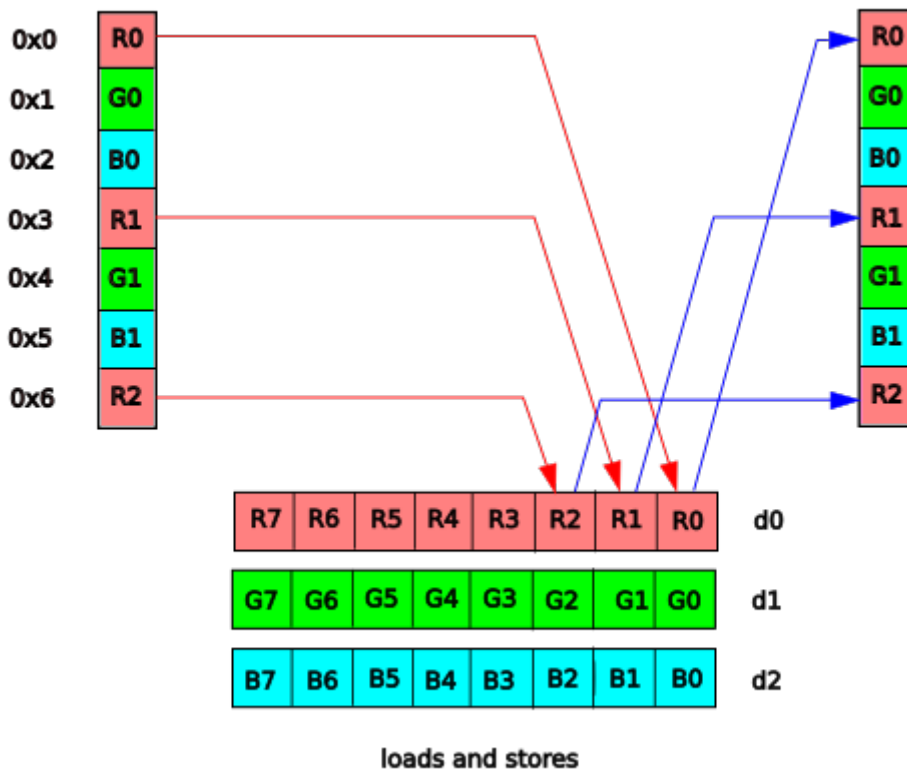 0x0 R0 R0
0x1 G0 G0
0x2 B0 B0
0x3 R1 R1
0x4 G1 G1
0x5 B1 B1
0x6 R2 R2
R7 R6 R5 R4 R3 R2 R1 R0 d0
G7 G6 G5 G4 G3 G2 G1 G0 d1
B7 B6 B5 B4 B3 B2 B1 B0 d2
loads and stores